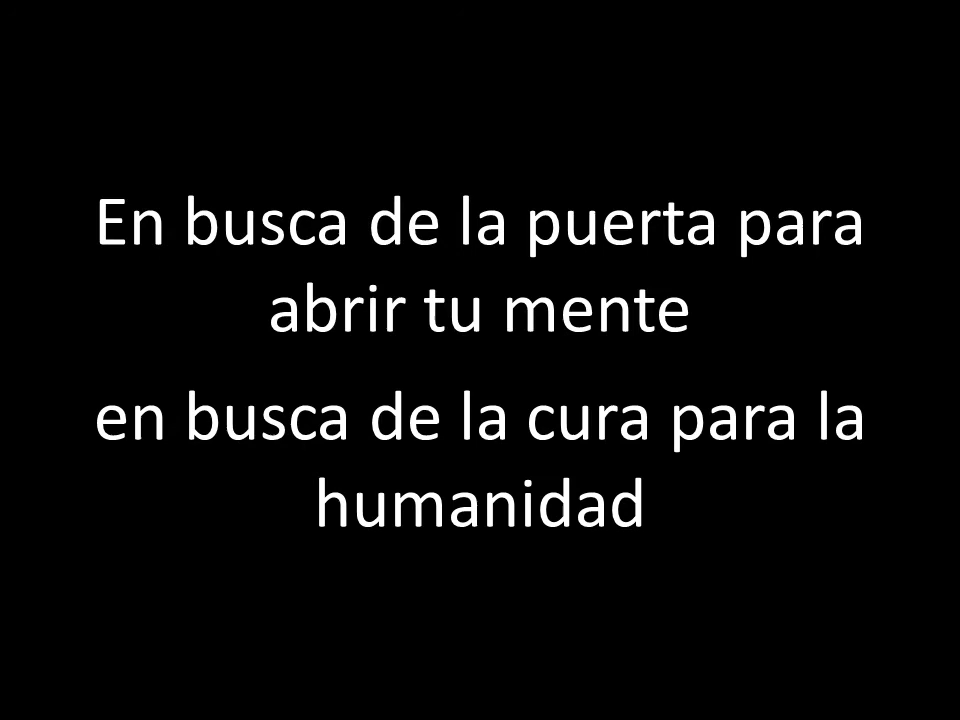 En busca de la puerta para
abrir tu mente
en busca de la cura para la
humanidad